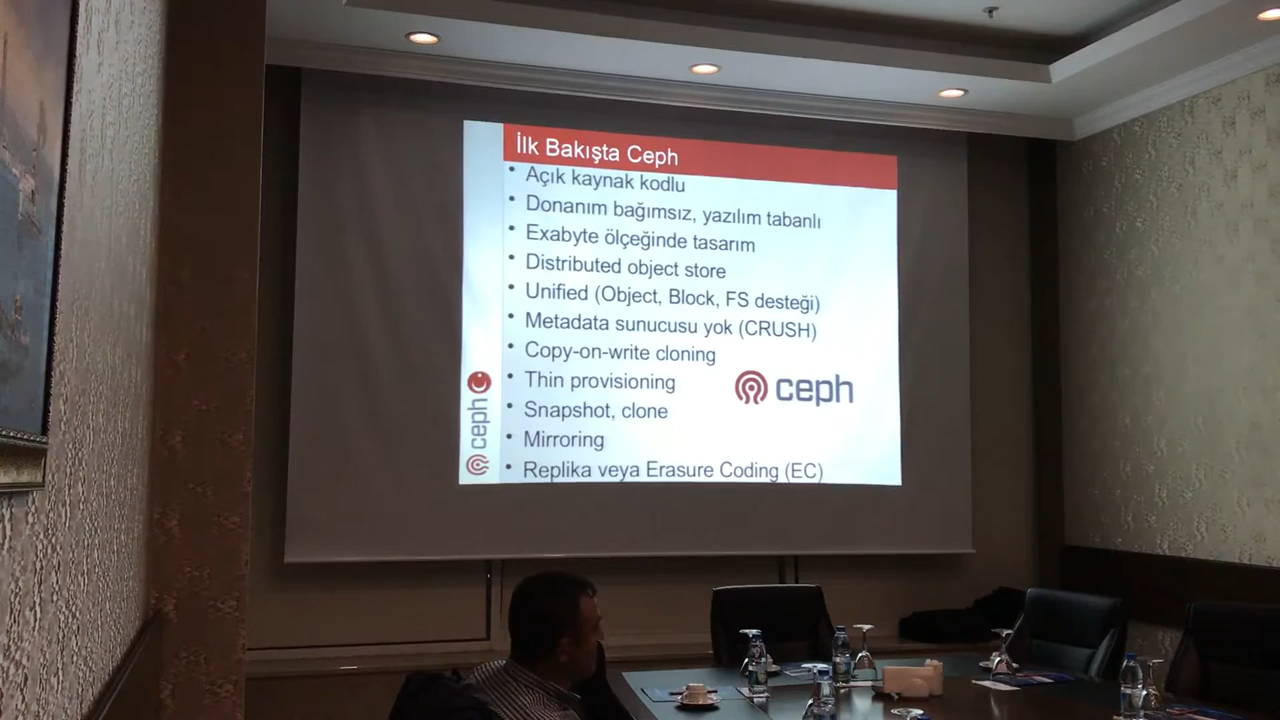 İlk Bakışta Ceph
• Açık kaynak kodlu
• Donanım bağımsız, yazılım tabanlı
• Exabyte ölçeğinde tasarım
• Distributed object store
• Unified (Object, Block, FS desteği)
• Metadata sunucusu yok (CRUSH)
• Copy-on-write cloning
• Thin provisioning
• Snapshot, clone
• Mirroring
• Replika veya Erasure Coding (EC)
ceph
ceph